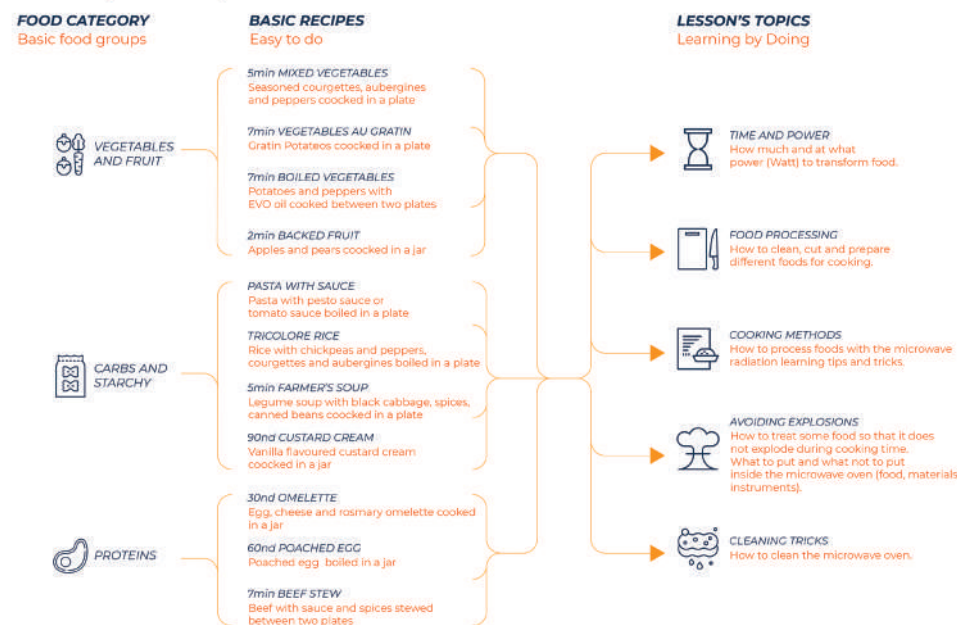 FOOD CATEGORY
Basic food groups
BASIC RECIPES
Easy to do
LESSON'S TOPICS
Learning by Doing
VEGETABLES
AND FRUIT
5min MIXED VEGETABLES
Seasoned courgettes, aubergines
and peppers coocked in a plate
7min VEGETABLES AU GRATIN
Gratin Potateos coocked in a plate
7min BOILED VEGETABLES
Potatoes and peppers with
EVO oil cooked between two plates
2min BACKED FRUIT
Apples and pears coocked in a jar
CARBS AND
STARCHY
PASTA WITH SAUCE
Pasta with pesto sauce or
tomato sauce boiled in a plate
TRICOLORE RICE
Rice with chickpeas and peppers,
courgettes and aubergines boiled in a plate
5min FARMER'S SOUP
Legume soup with black cabbage, spices,
canned beans coocked in a plate
90nd CUSTARD CREAM
Vanilla flavoured custard cream
coocked in a jar
PROTEINS
30nd OMELETTE
Egg, cheese and rosmary omelette cooked
in a jar
60nd POACHED EGG
Poached egg boiled in a jar
7min BEEF STEW
Beef with sauce and spices stewed
between two plates
TIME AND POWER
How much and at what
power (Watt) to transform food.
FOOD PROCESSING
How to clean, cut and prepare
different foods for cooking.
COOKING METHODS
How to process foods with the microwave
radiation learning tips and tricks.
AVOIDING EXPLOSIONS
How to treat some food so that it does
not explode during cooking time.
What to put and what not to put
inside the microwave oven (food, materials
instruments).
CLEANING TRICKS
How to clean the microwave oven.